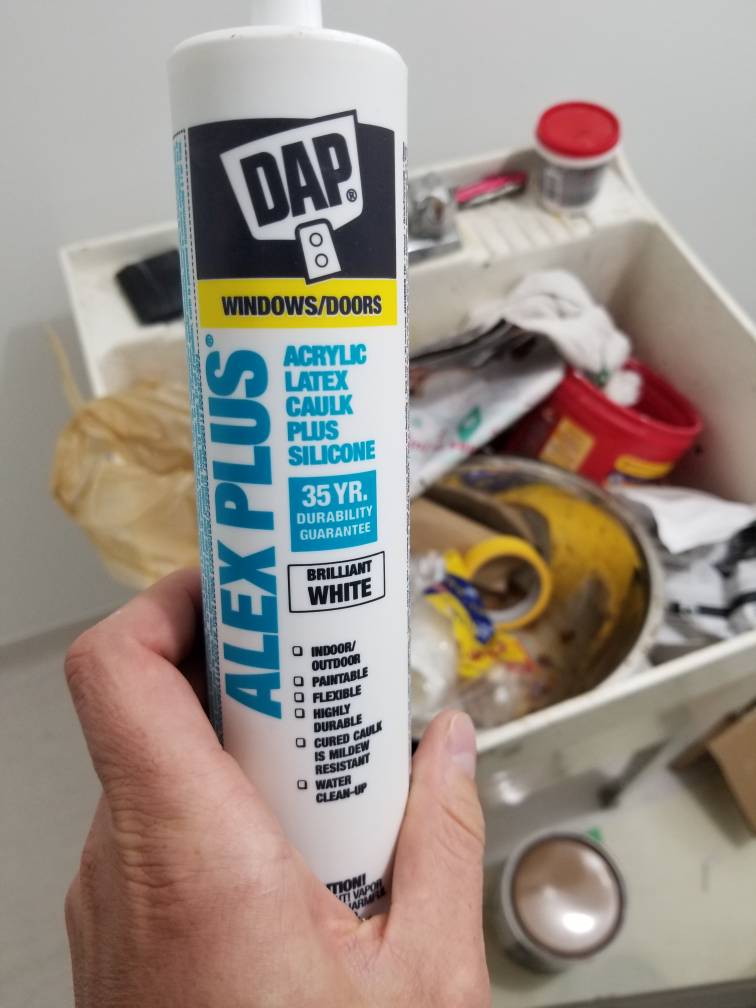 DAP®
WINDOWS/DOORS
ALEX PLUS®
ACRYLIC
LATEX
CAULK
PLUS
SILICONE
35 YR.
DURABILITY
GUARANTEE
BRILLIANT
WHITE
❑ INDOOR/
OUTDOOR
❑ PAINTABLE
❑ FLEXIBLE
❑ HIGHLY
DURABLE
❑ CURED CAULK
IS MILDEW
RESISTANT
❑ WATER
CLEAN-UP
VAPOR